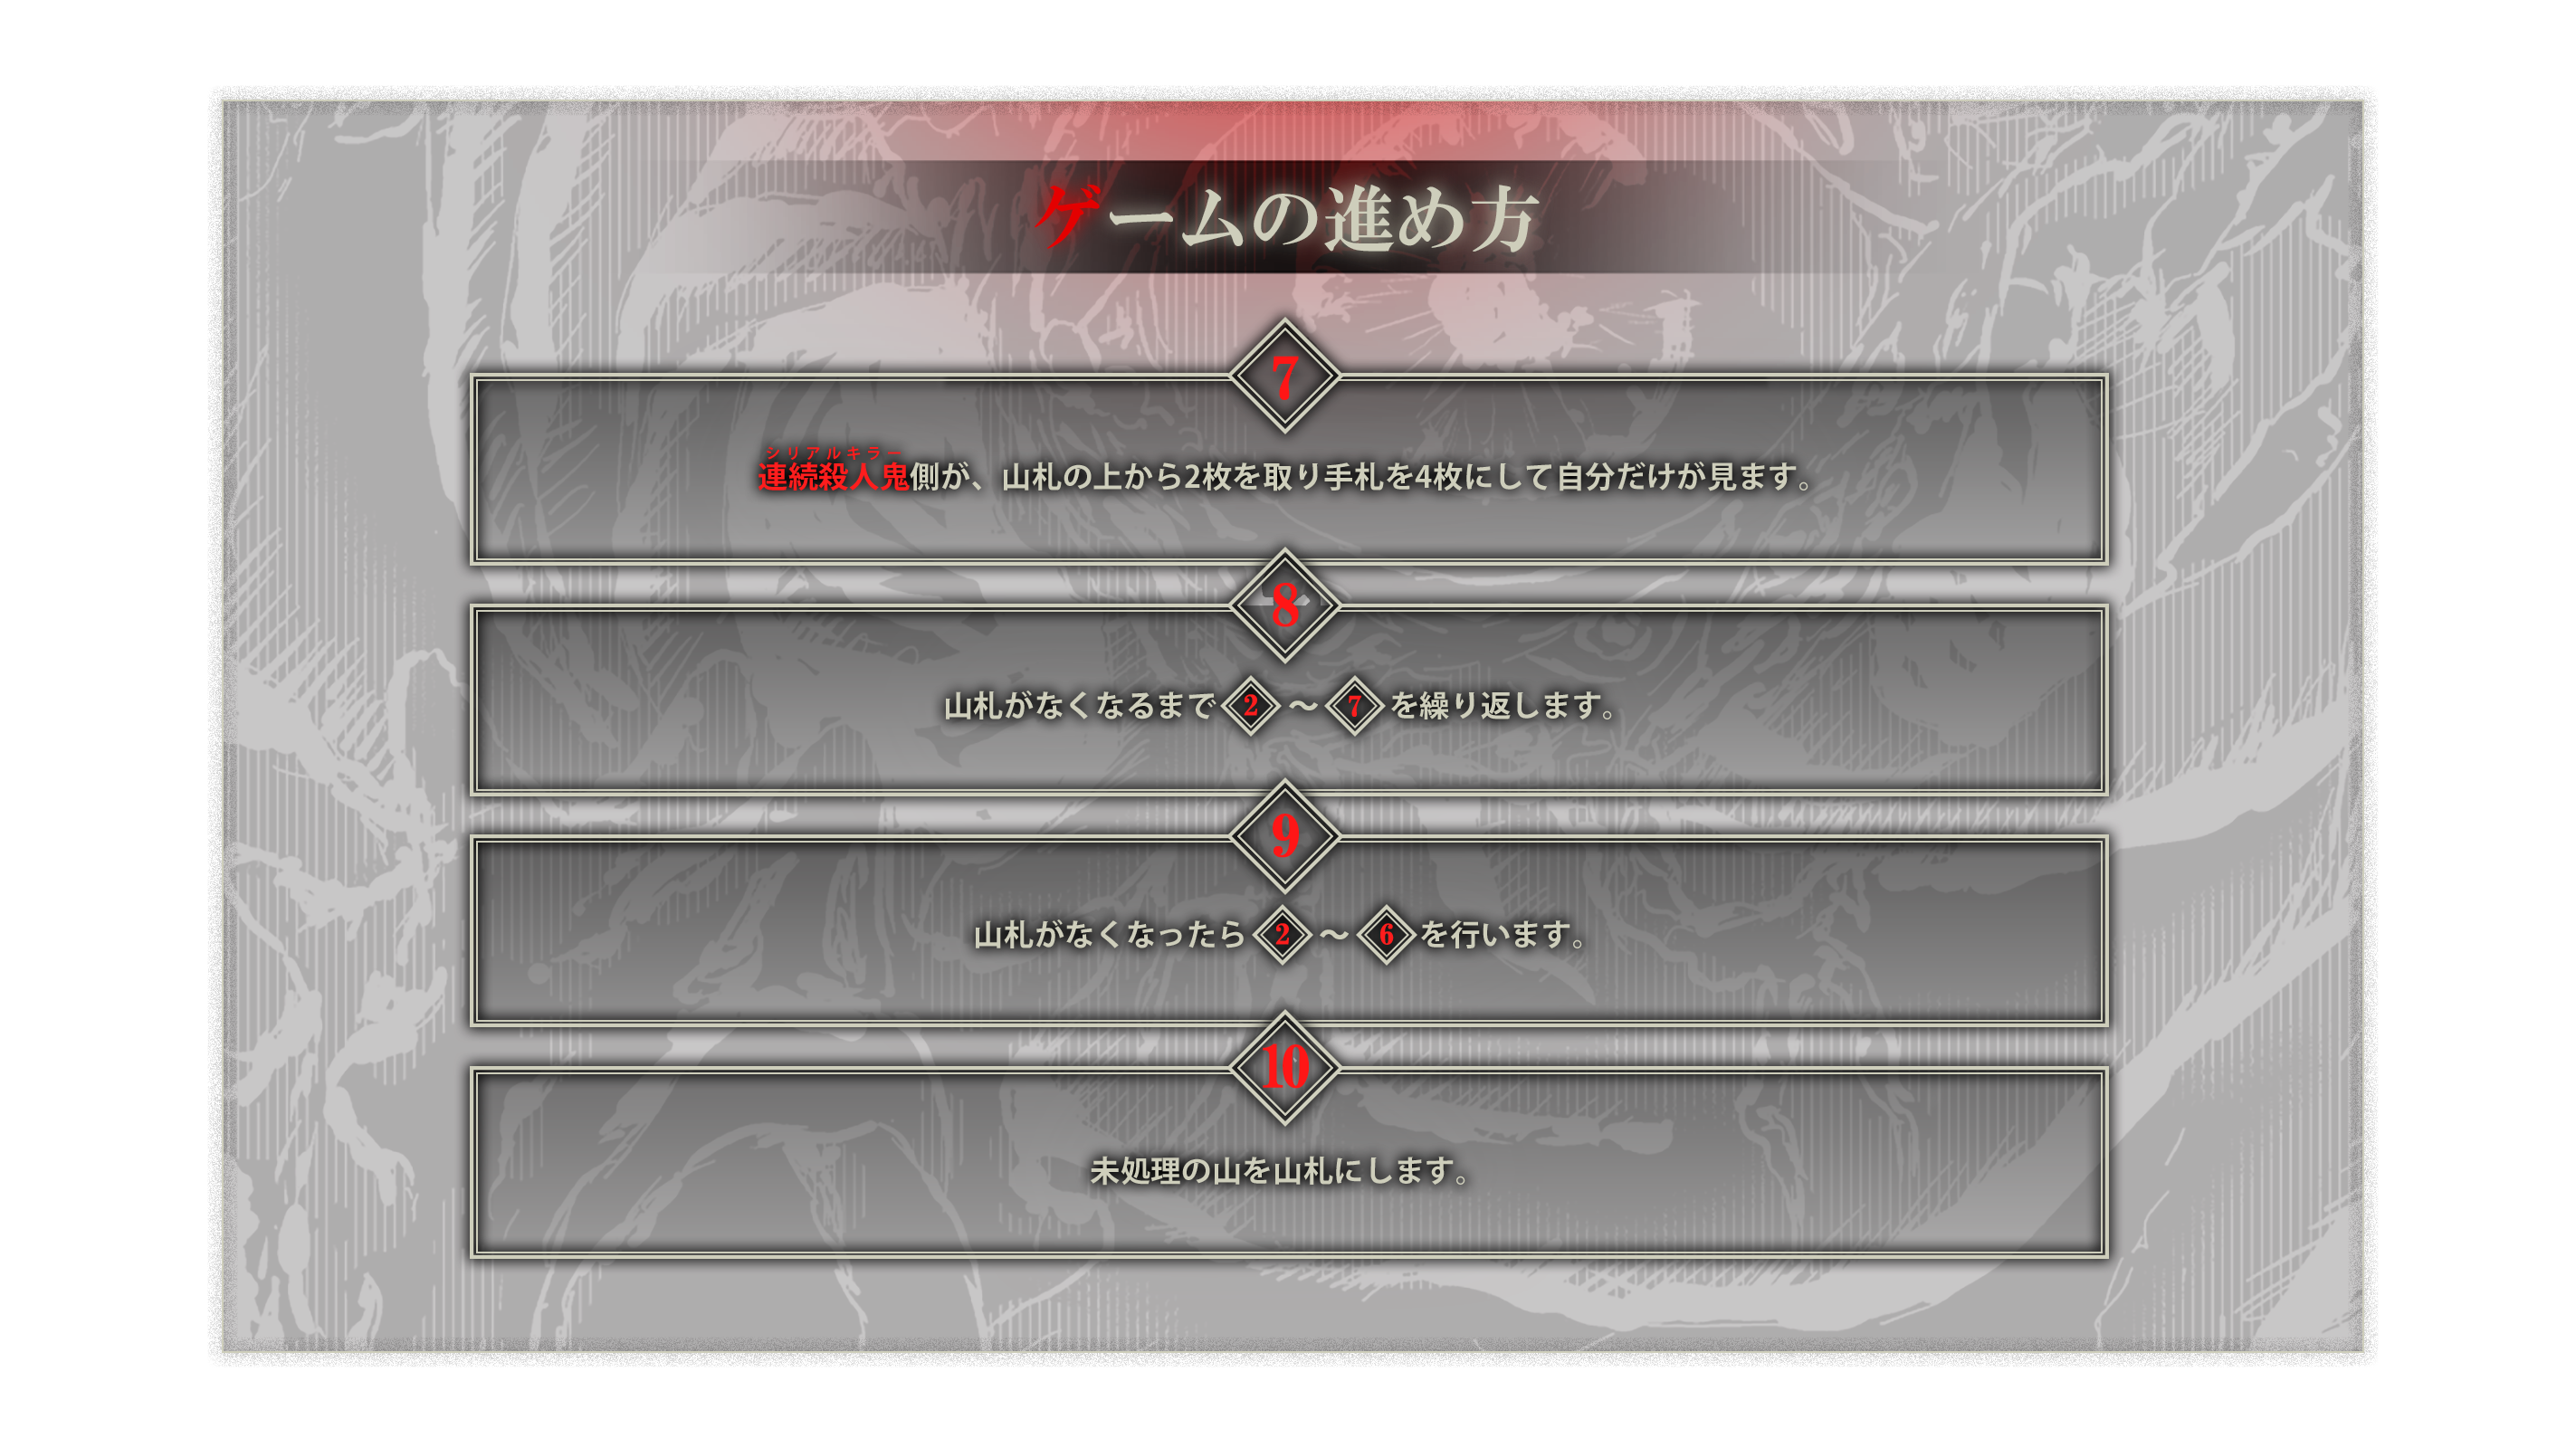 ゲームの進め方
7
シリアルキラー
連続殺人鬼側が、山札の上から2枚を取り手札を4枚にして自分だけが見ます。
8
山札がなくなるまで2～7を繰り返します。
9
山札がなくなったら2～6を行います。
10
未処理の山を山札にします。